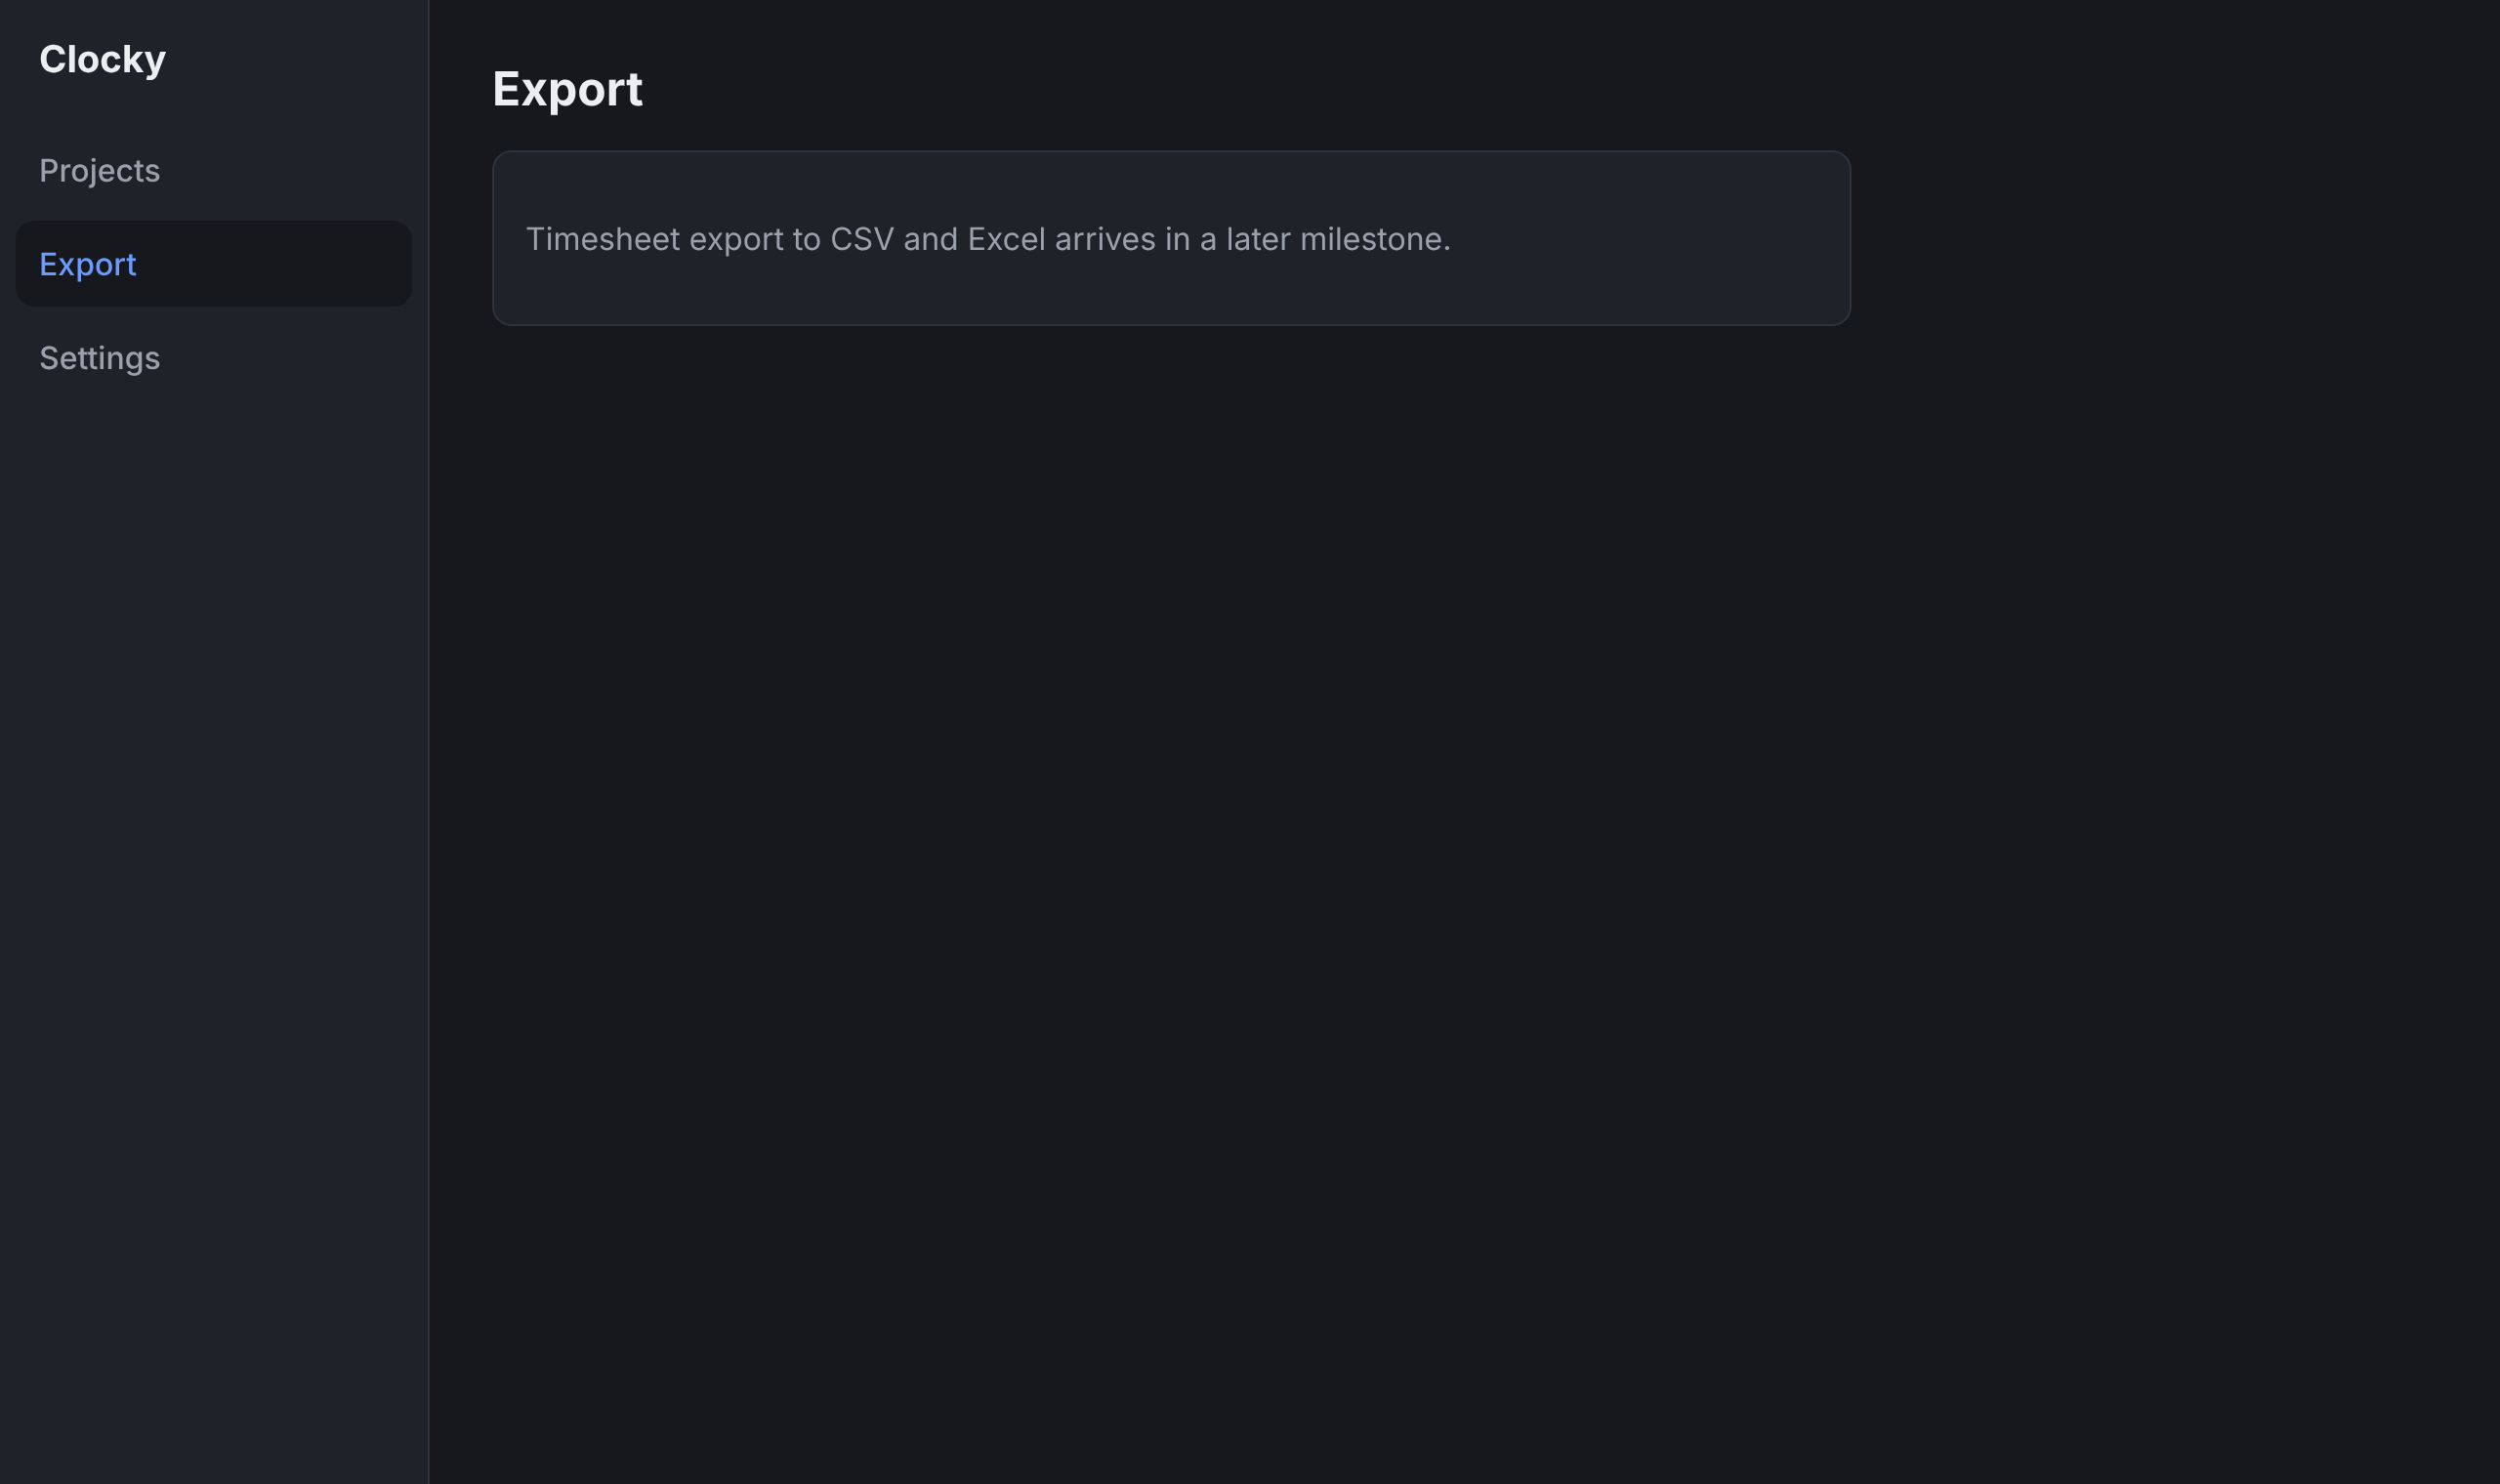 Clocky
Projects
Export
Settings
Export
Timesheet export to CSV and Excel arrives in a later milestone.